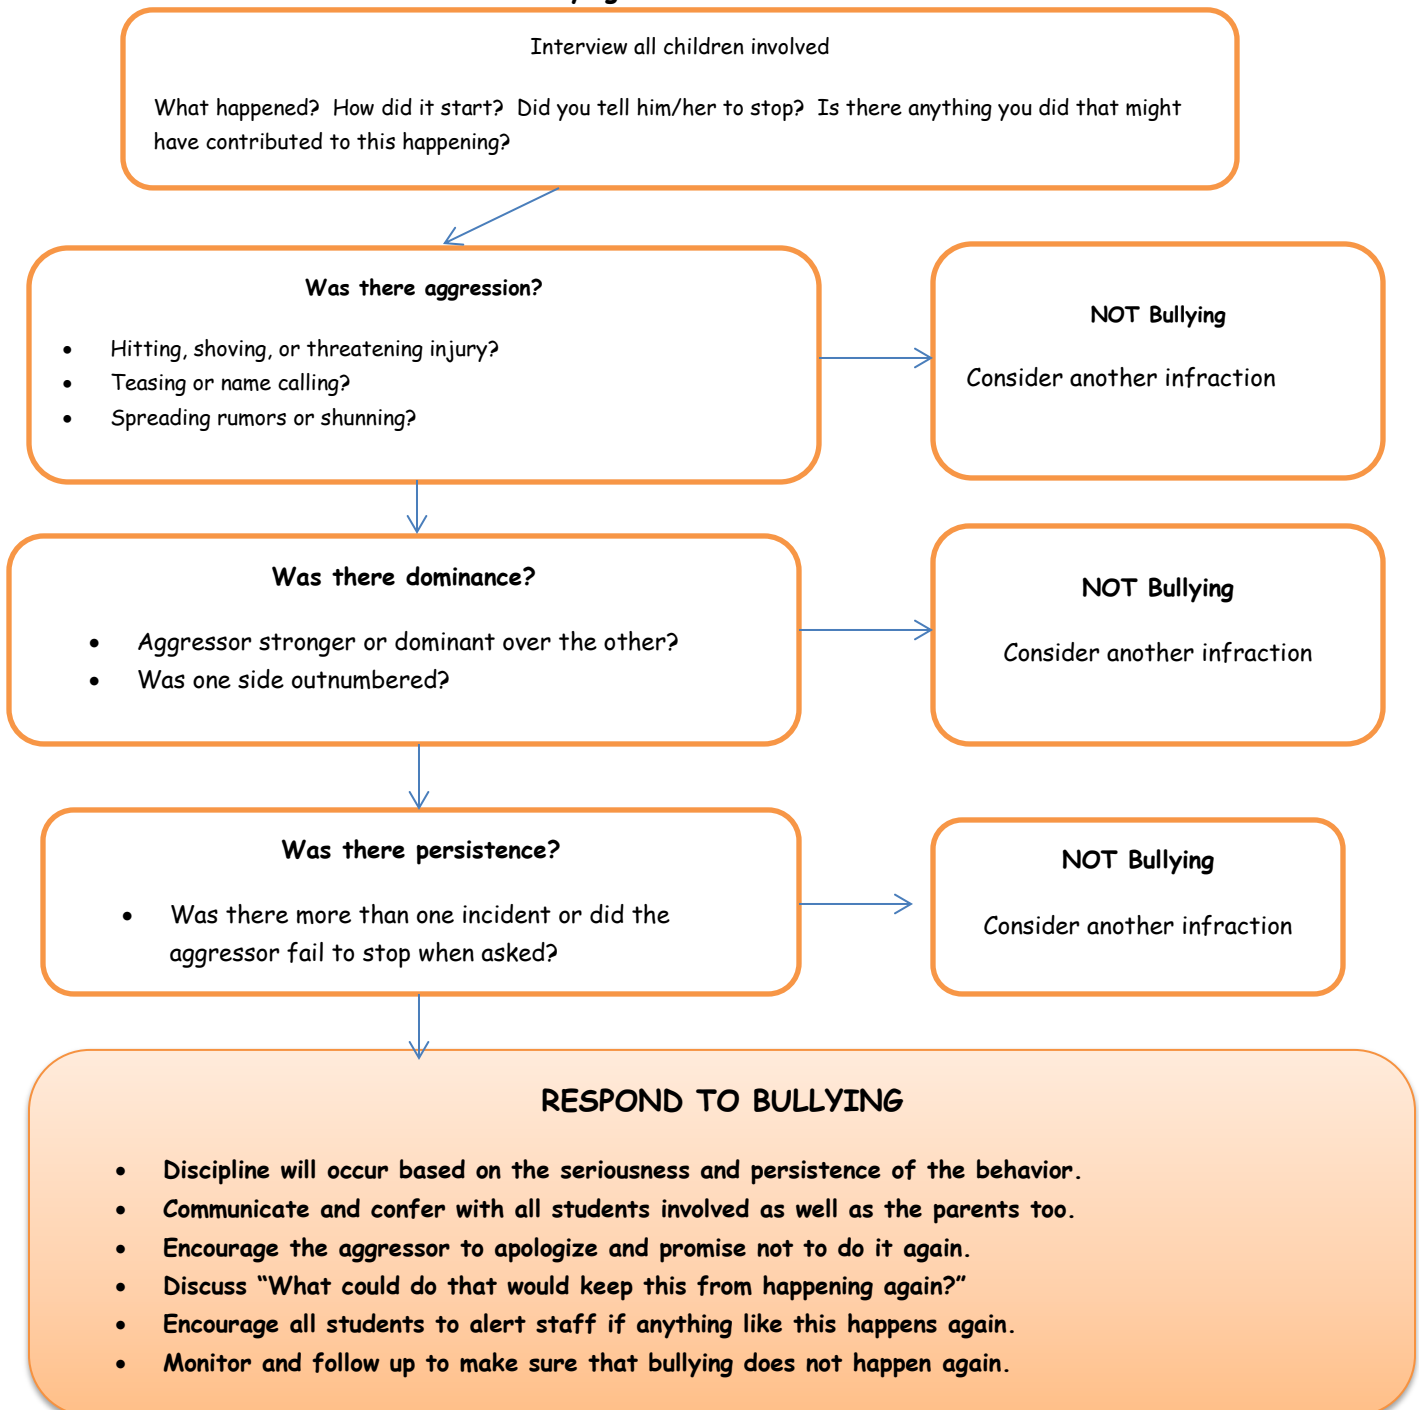 Interview all children involved
What happened? How did it start? Did you tell him/her to stop? Is there anything you did that might
have contributed to this happening?
Was there aggression?
• Hitting, shoving, or threatening injury?
• Teasing or name calling?
• Spreading rumors or shunning?
NOT Bullying
Consider another infraction
Was there dominance?
• Aggressor stronger or dominant over the other?
• Was one side outnumbered?
NOT Bullying
Consider another infraction
Was there persistence?
• Was there more than one incident or did the
aggressor fail to stop when asked?
NOT Bullying
Consider another infraction
RESPOND TO BULLYING
• Discipline will occur based on the seriousness and persistence of the behavior.
• Communicate and confer with all students involved as well as the parents too.
• Encourage the aggressor to apologize and promise not to do it again.
• Discuss “What could do that would keep this from happening again?”
• Encourage all students to alert staff if anything like this happens again.
• Monitor and follow up to make sure that bullying does not happen again.